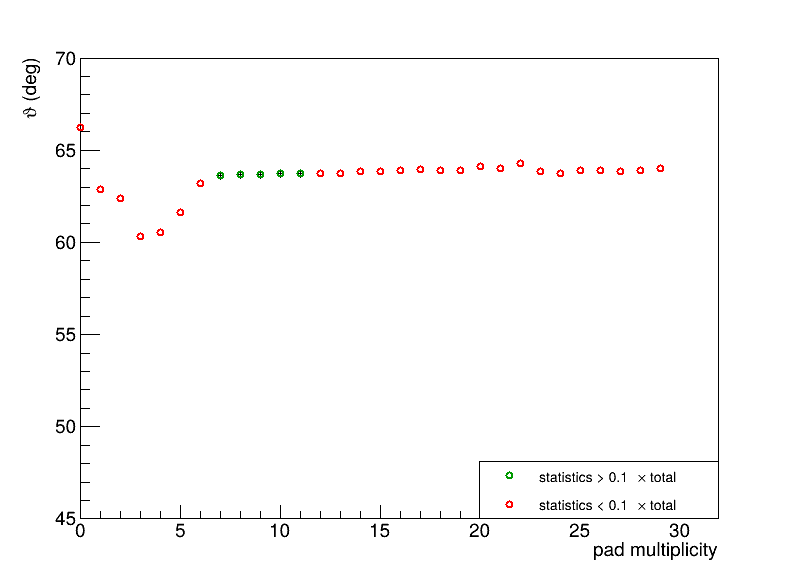 ϑ (deg)
70
65
60
55
50
45
statistics > 0.1 × total
statistics < 0.1 × total
0 5 10 15 20 25 30
pad multiplicity